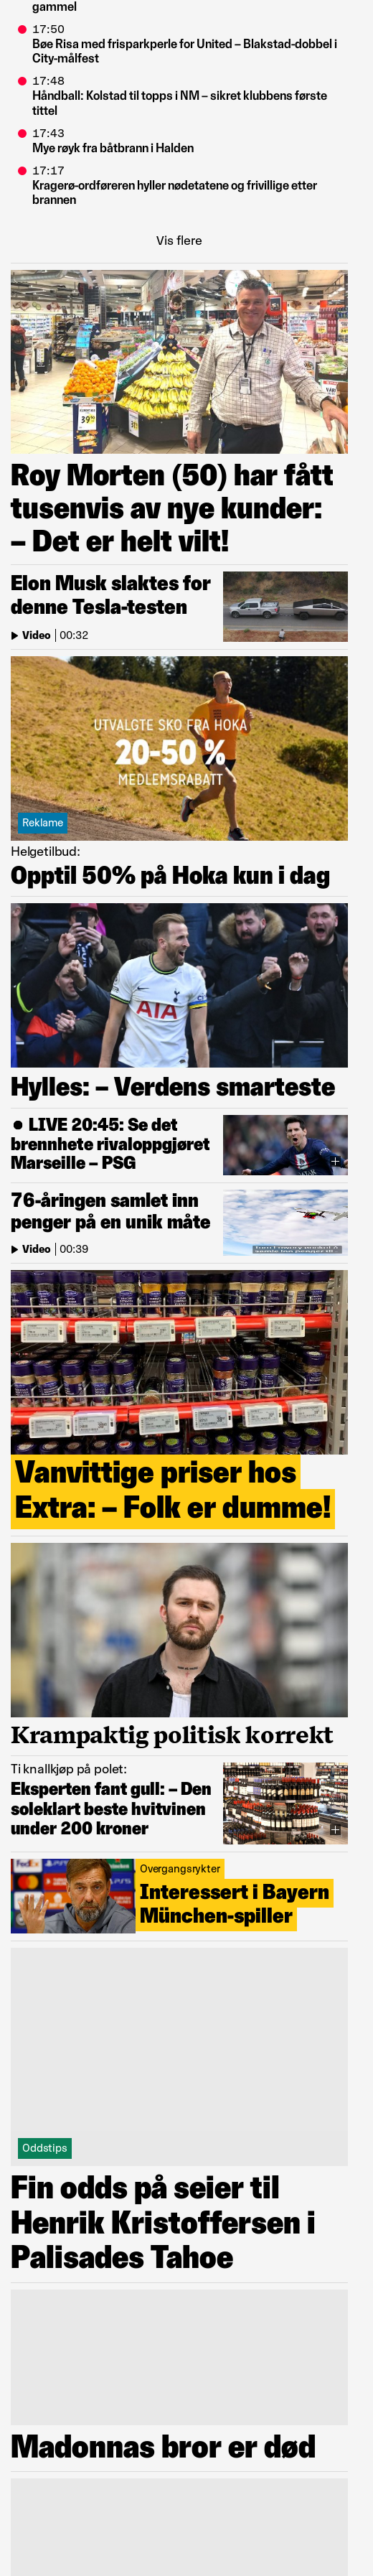 gammel
17:50
Bøe Risa med frisparkperle for United – Blakstad-dobbel i
City-målfest
17:48
Håndball: Kolstad til topps i NM – sikret klubbens første
tittel
17:43
Mye røyk fra båtbrann i Halden
17:17
Kragerø-ordføreren hyller nødetatene og frivillige etter
brannen
Vis flere
39⁹⁰
Roy Morten (50) har fått
tusenvis av nye kunder:
– Det er helt vilt!
Elon Musk slaktes for
denne Tesla-testen
Video | 00:32
UTVALGTE SKO FRA HOKA
20-50 %
MEDLEMSRABATT
Reklame
Helgetilbud:
Opptil 50% på Hoka kun i dag
AIA
Hylles: – Verdens smarteste
LIVE 20:45: Se det
brennhete rivaloppgjøret
Marseille – PSG
76-åringen samlet inn
penger på en unik måte
Video | 00:39
Vanvittige priser hos
Extra: – Folk er dumme!
Krampaktig politisk korrekt
Ti knallkjøp på polet:
Eksperten fant gull: – Den
soleklart beste hvitvinen
under 200 kroner
FedEx
PS5
Overgangsrykter
Interessert i Bayern
München-spiller
Oddstips
Fin odds på seier til
Henrik Kristoffersen i
Palisades Tahoe
Madonnas bror er død